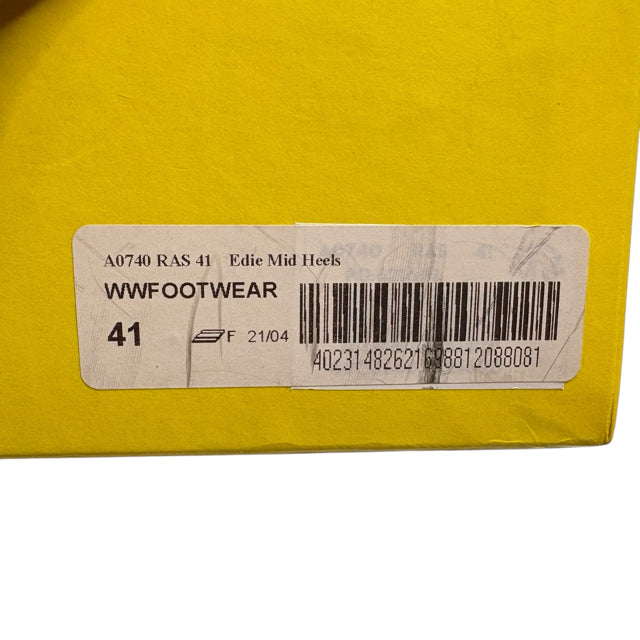 A0740 RAS 41 Edie Mid Heels
WWFOOTWEAR
41 F 21/04
40231482621698812088081